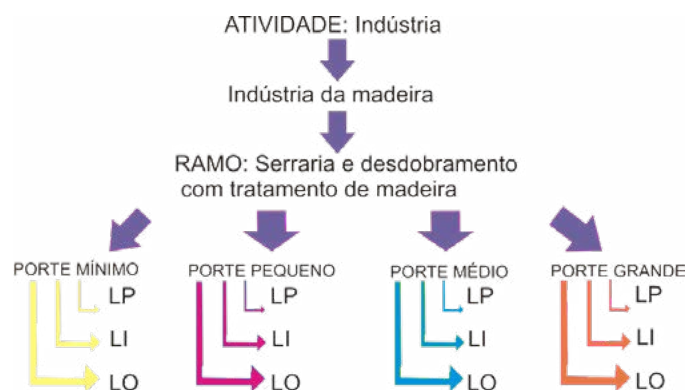 ATIVIDADE: Indústria
Indústria da madeira
RAMO: Serraria e desdobramento
com tratamento de madeira
PORTE MÍNIMO
LP
LI
LO
PORTE PEQUENO
LP
LI
LO
PORTE MÉDIO
LP
LI
LO
PORTE GRANDE
LP
LI
LO